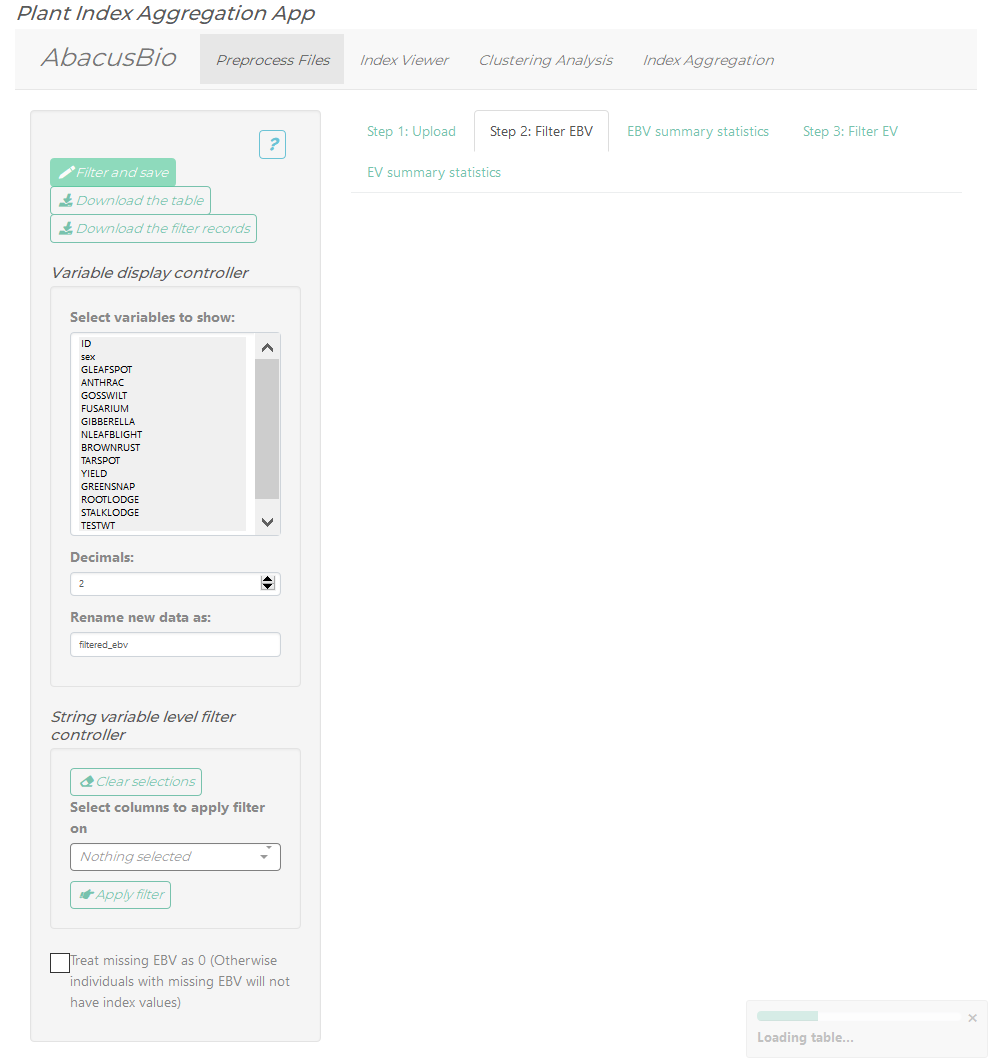 Plant Index Aggregation App
AbacusBio
Preprocess Files
Index Viewer
Clustering Analysis
Index Aggregation
?
Filter and save
Download the table
Download the filter records
Variable display controller
Select variables to show:
ID
sex
GLEAFSPOT
ANTHRAC
GOSSWILT
FUSARIUM
GIBBERELLA
NLEAFBLIGHT
BROWNRUST
TARSPOT
YIELD
GREENSNAP
ROOTLODGE
STALKLODGE
TESTWT
Decimals:
2
Rename new data as:
filtered_ebv
String variable level filter
controller
Clear selections
Select columns to apply filter
on
Nothing selected
Apply filter
Treat missing EBV as 0 (Otherwise
individuals with missing EBV will not
have index values)
Step 1: Upload
Step 2: Filter EBV
EBV summary statistics
Step 3: Filter EV
EV summary statistics
Loading table...
×